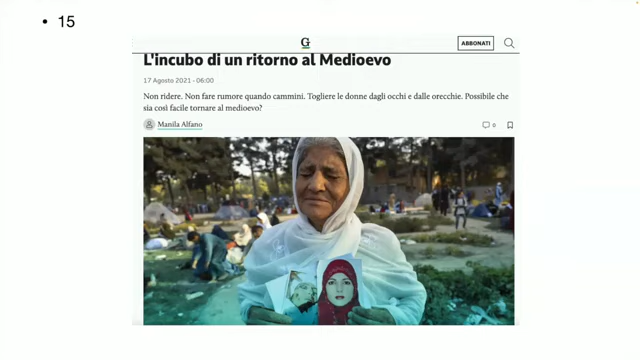 • 15
G
ABBONATI
L'incubo di un ritorno al Medioevo
17 Agosto 2021 - 06:00
Non ridere. Non fare rumore quando cammini. Togliere le donne dagli occhi e dalle orecchie. Possibile che
sia così facile tornare al medioevo?
Manila Alfano
0